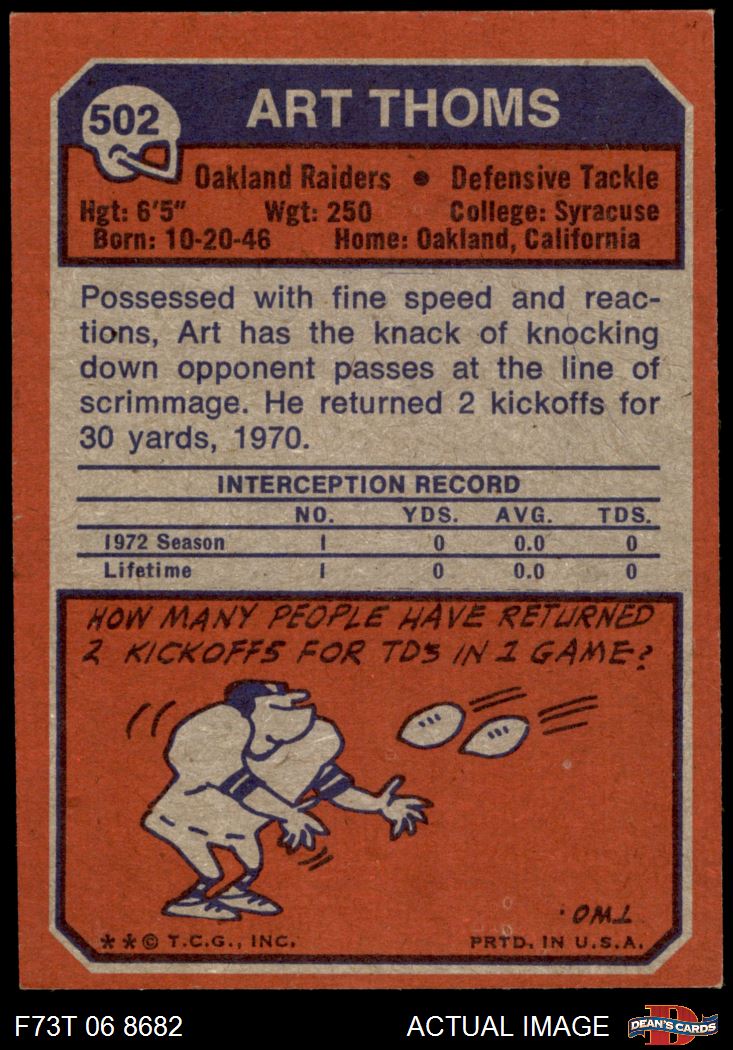 502
ART THOMS
Oakland Raiders • Defensive Tackle
Hgt: 6'5" Wgt: 250 College: Syracuse
Born: 10-20-46 Home: Oakland, California
Possessed with fine speed and reac-
tions, Art has the knack of knocking
down opponent passes at the line of
scrimmage. He returned 2 kickoffs for
30 yards, 1970.
INTERCEPTION RECORD
NO. YDS. AVG. TDS.
1972 Season 1 0 0.0 0
Lifetime 1 0 0.0 0
HOW MANY PEOPLE HAVE RETURNED
2 KICKOFFS FOR TDS IN 1 GAME?
TWO.
**© T.C.G., INC. PRTD. IN U.S.A.
F73T 06 8682 ACTUAL IMAGE D DEAN'S CARDS